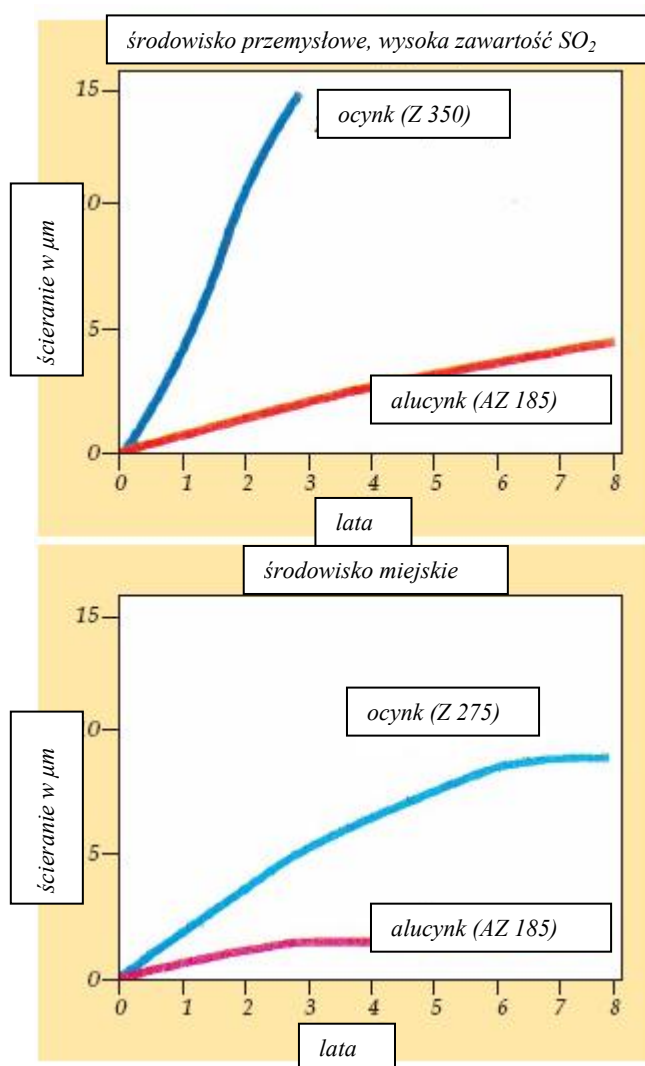 środowisko przemysłowe, wysoka zawartość SO₂
15
ocynk (Z 350)
0
ścieranie w μm
5
alucynk (AZ 185)
0
0 1 2 3 4 5 6 7 8
lata
środowisko miejskie
15
ocynk (Z 275)
0
ścieranie w μm
5
alucynk (AZ 185)
0
0 1 2 3 4 5 6 7 8
lata